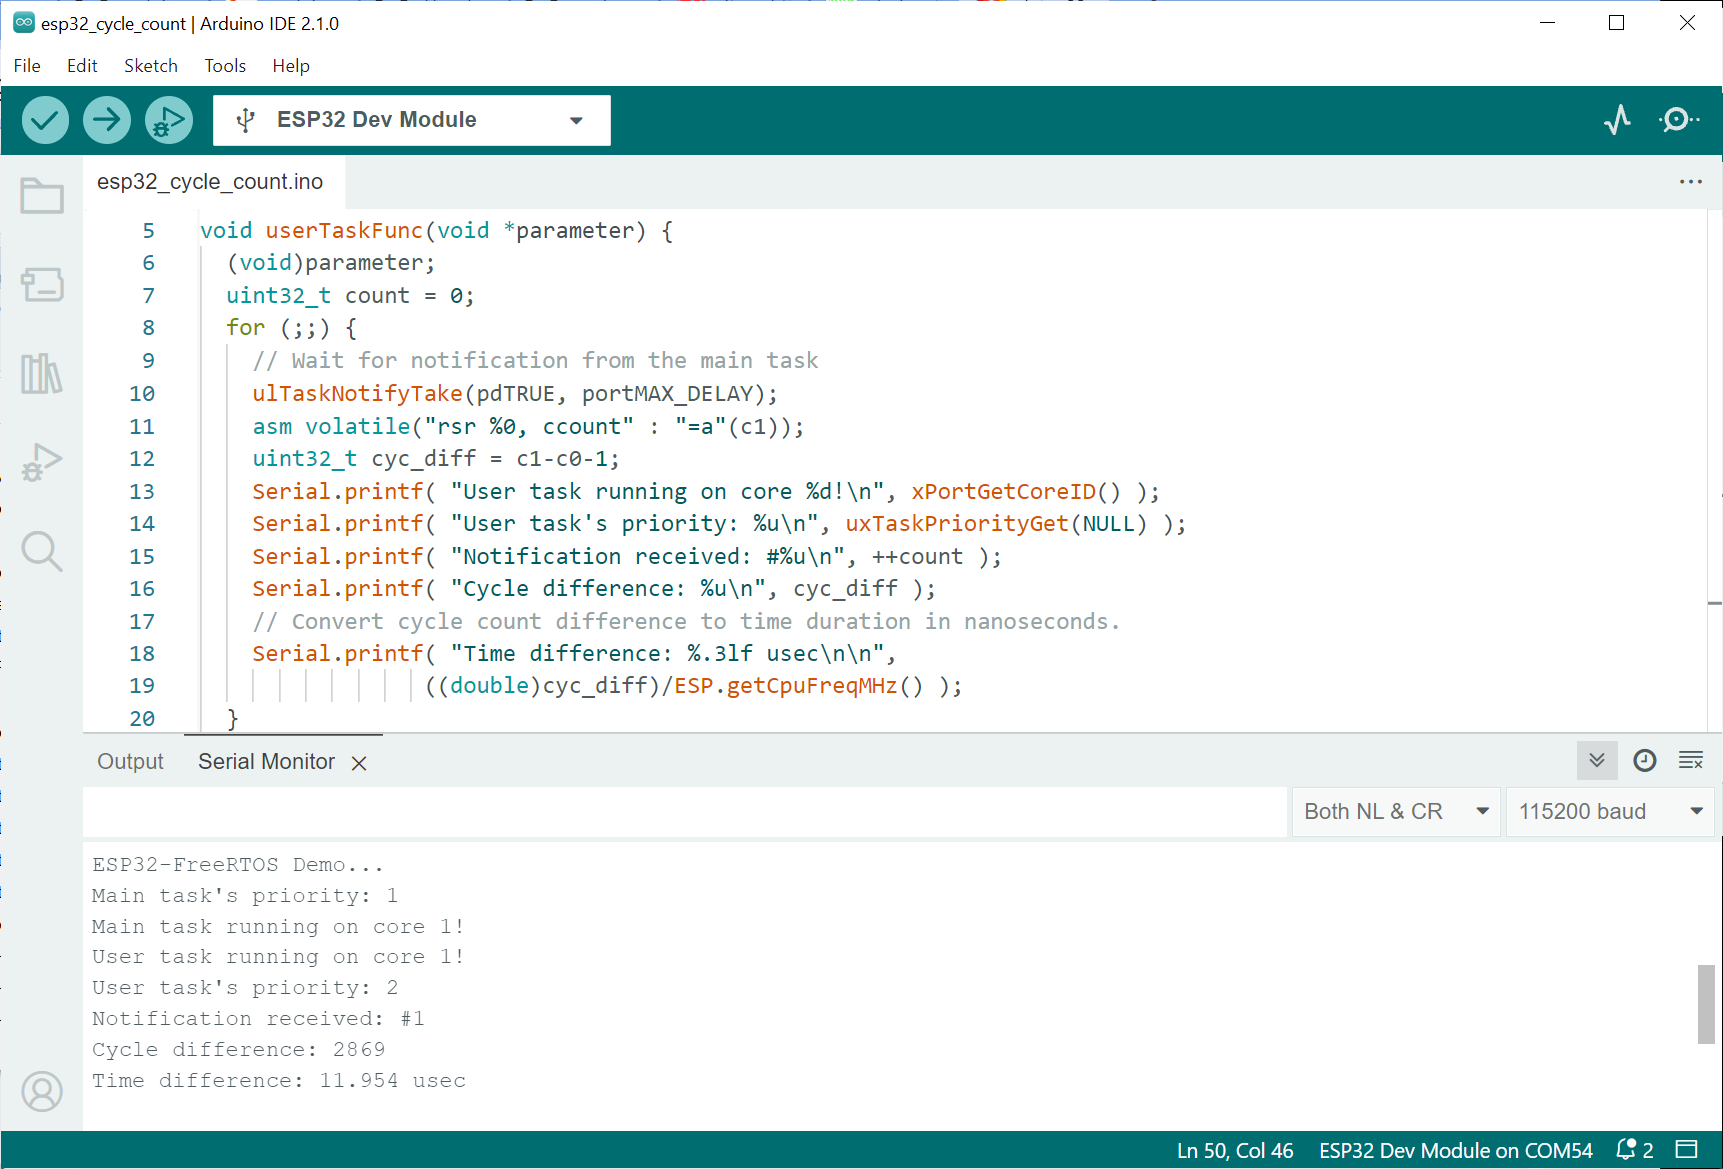 esp32_cycle_count | Arduino IDE 2.1.0
File Edit Sketch Tools Help
ESP32 Dev Module
esp32_cycle_count.ino
5 void userTaskFunc(void *parameter) {
6 (void)parameter;
7 uint32_t count = 0;
8 for (;;) {
9 // Wait for notification from the main task
10 ulTaskNotifyTake(pdTRUE, portMAX_DELAY);
11 asm volatile("rsr %0, ccount" : "=a"(c1));
12 uint32_t cyc_diff = c1-c0-1;
13 Serial.printf( "User task running on core %d!\n", xPortGetCoreID() );
14 Serial.printf( "User task's priority: %u\n", uxTaskPriorityGet(NULL) );
15 Serial.printf( "Notification received: #%u\n", ++count );
16 Serial.printf( "Cycle difference: %u\n", cyc_diff );
17 // Convert cycle count difference to time duration in nanoseconds.
18 Serial.printf( "Time difference: %.3lf usec\n\n",
19 ((double)cyc_diff)/ESP.getCpuFreqMHz() );
20 }
Output Serial Monitor
Both NL & CR 115200 baud
ESP32-FreeRTOS Demo...
Main task's priority: 1
Main task running on core 1!
User task running on core 1!
User task's priority: 2
Notification received: #1
Cycle difference: 2869
Time difference: 11.954 usec
Ln 50, Col 46 ESP32 Dev Module on COM54 2